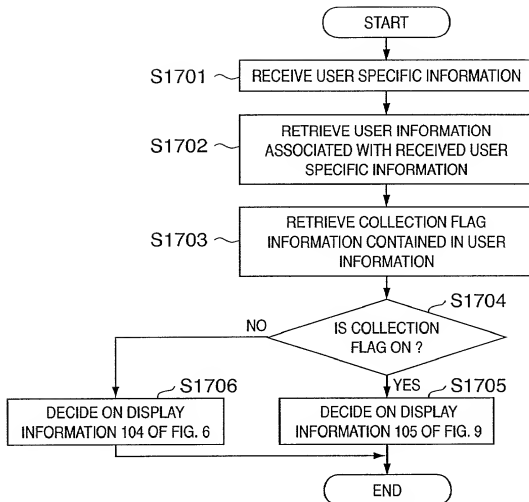 START
S1701
RECEIVE USER SPECIFIC INFORMATION
S1702
RETRIEVE USER INFORMATION
ASSOCIATED WITH RECEIVED USER
SPECIFIC INFORMATION
S1703
RETRIEVE COLLECTION FLAG
INFORMATION CONTAINED IN USER
INFORMATION
S1704
IS COLLECTION
FLAG ON ?
NO
YES
S1706
DECIDE ON DISPLAY
INFORMATION 104 OF FIG. 6
S1705
DECIDE ON DISPLAY
INFORMATION 105 OF FIG. 9
END